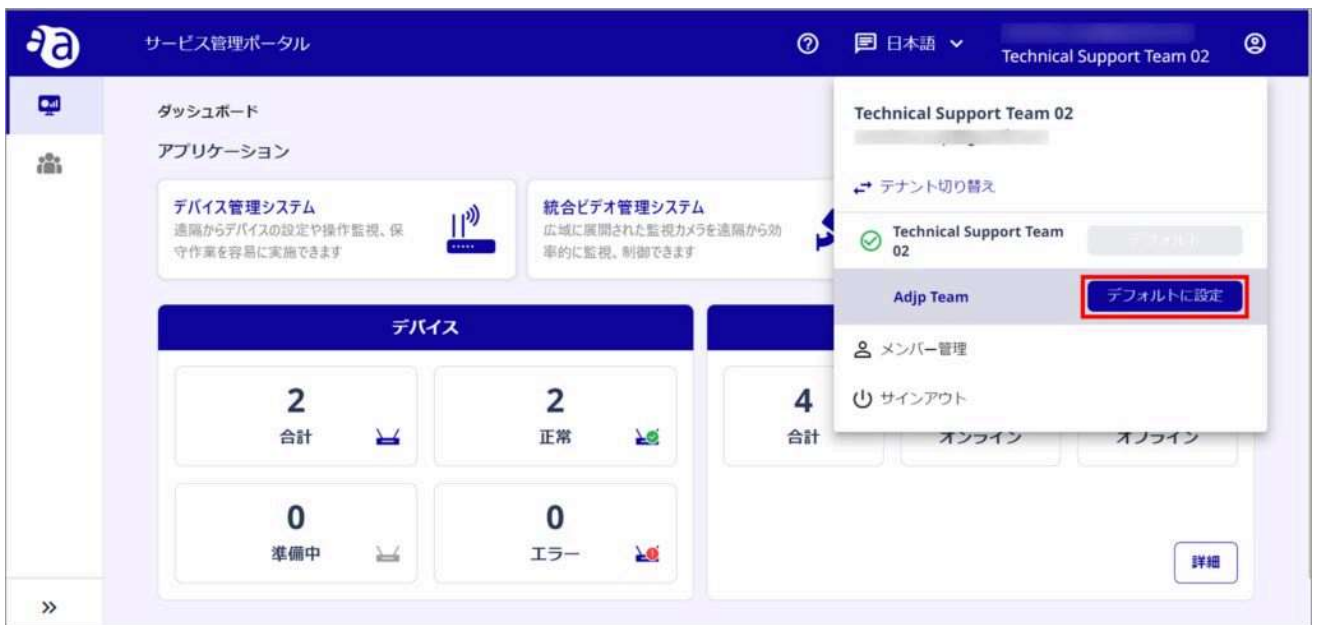 サービス管理ポータル
日本語
Technical Support Team 02
ダッシュボード
アプリケーション
デバイス管理システム
遠隔からデバイスの設定や操作監視、保
守作業を容易に実施できます
統合ビデオ管理システム
広域に展開された監視カメラを遠隔から効
率的に監視、制御できます
Technical Support Team 02
テナント切り替え
Technical Support Team
02
デフォルト
Adjp Team
デフォルトに設定
メンバー管理
サインアウト
デバイス
2
合計
2
正常
0
準備中
0
エラー
4
合計
オンライン
オフライン
詳細